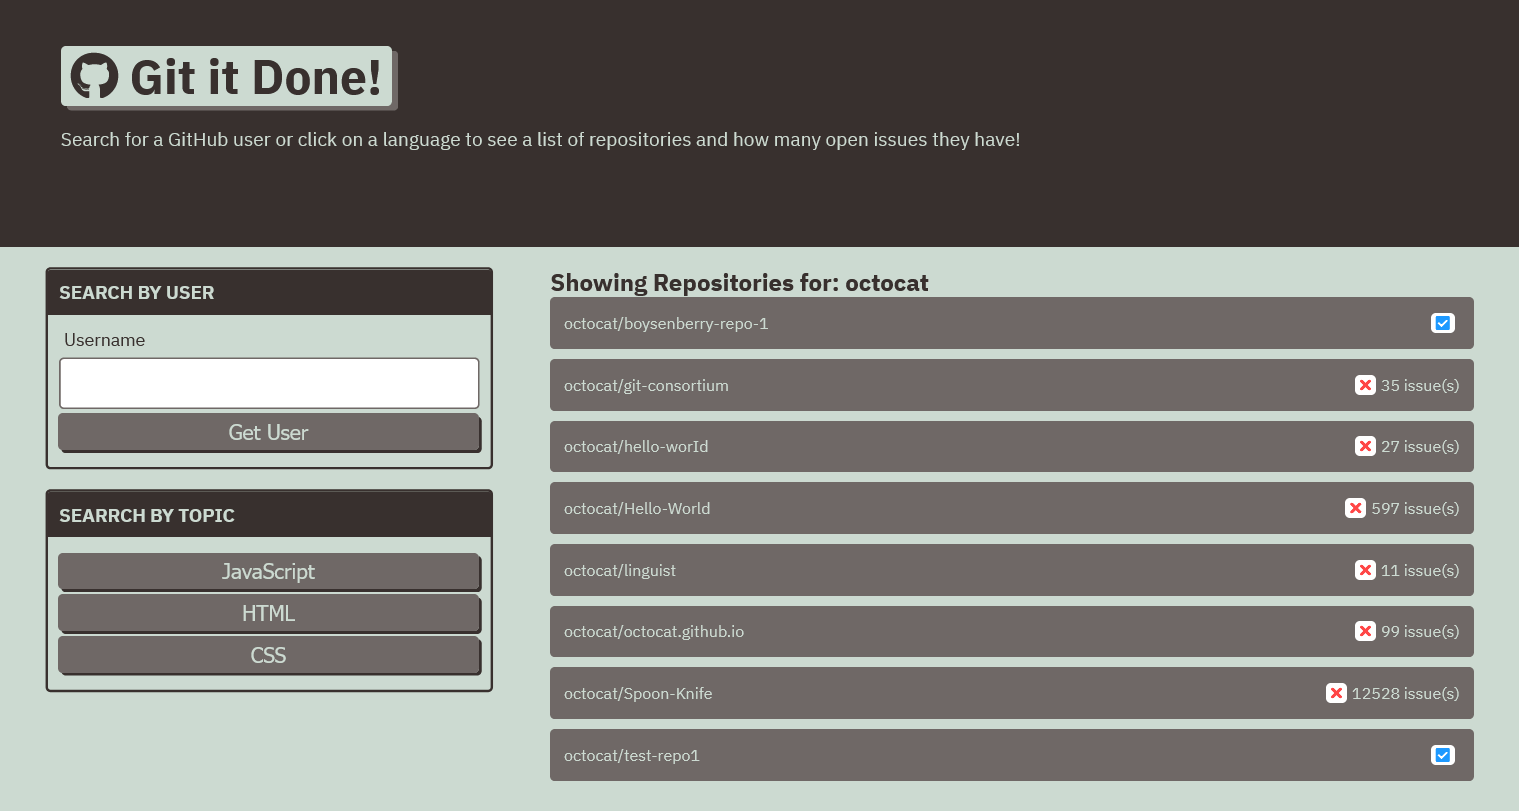 Git it Done!
Search for a GitHub user or click on a language to see a list of repositories and how many open issues they have!
SEARCH BY USER
Username
Get User
SEARRCH BY TOPIC
JavaScript
HTML
CSS
Showing Repositories for: octocat
octocat/boysenberry-repo-1
octocat/git-consortium 35 issue(s)
octocat/hello-worId 27 issue(s)
octocat/Hello-World 597 issue(s)
octocat/linguist 11 issue(s)
octocat/octocat.github.io 99 issue(s)
octocat/Spoon-Knife 12528 issue(s)
octocat/test-repo1